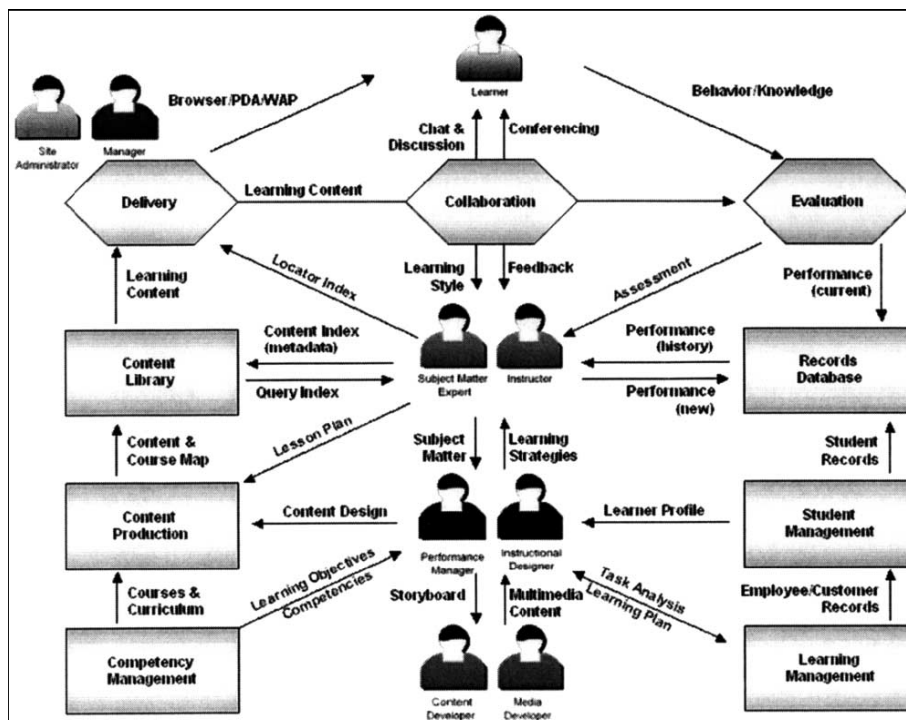 Learner
Browser/PDA/WAP
Behavior/Knowledge
Site
Administrator
Manager
Chat &
Discussion
Conferencing
Delivery
Learning Content
Collaboration
Evaluation
Learning
Content
Locator Index
Learning
Style
Feedback
Assessment
Performance
(current)
Content Index
(metadata)
Performance
(history)
Content
Library
Subject Matter
Expert
Instructor
Records
Database
Query Index
Performance
(new)
Content &
Course Map
Lesson Plan
Subject
Matter
Learning
Strategies
Student
Records
Content
Production
Content Design
Learner Profile
Student
Management
Performance
Manager
Instructional
Designer
Courses &
Curriculum
Learning Objectives
Competencies
Storyboard
Multimedia
Content
Task Analysis
Learning Plan
Employee/Customer
Records
Competency
Management
Content
Developer
Media
Developer
Learning
Management